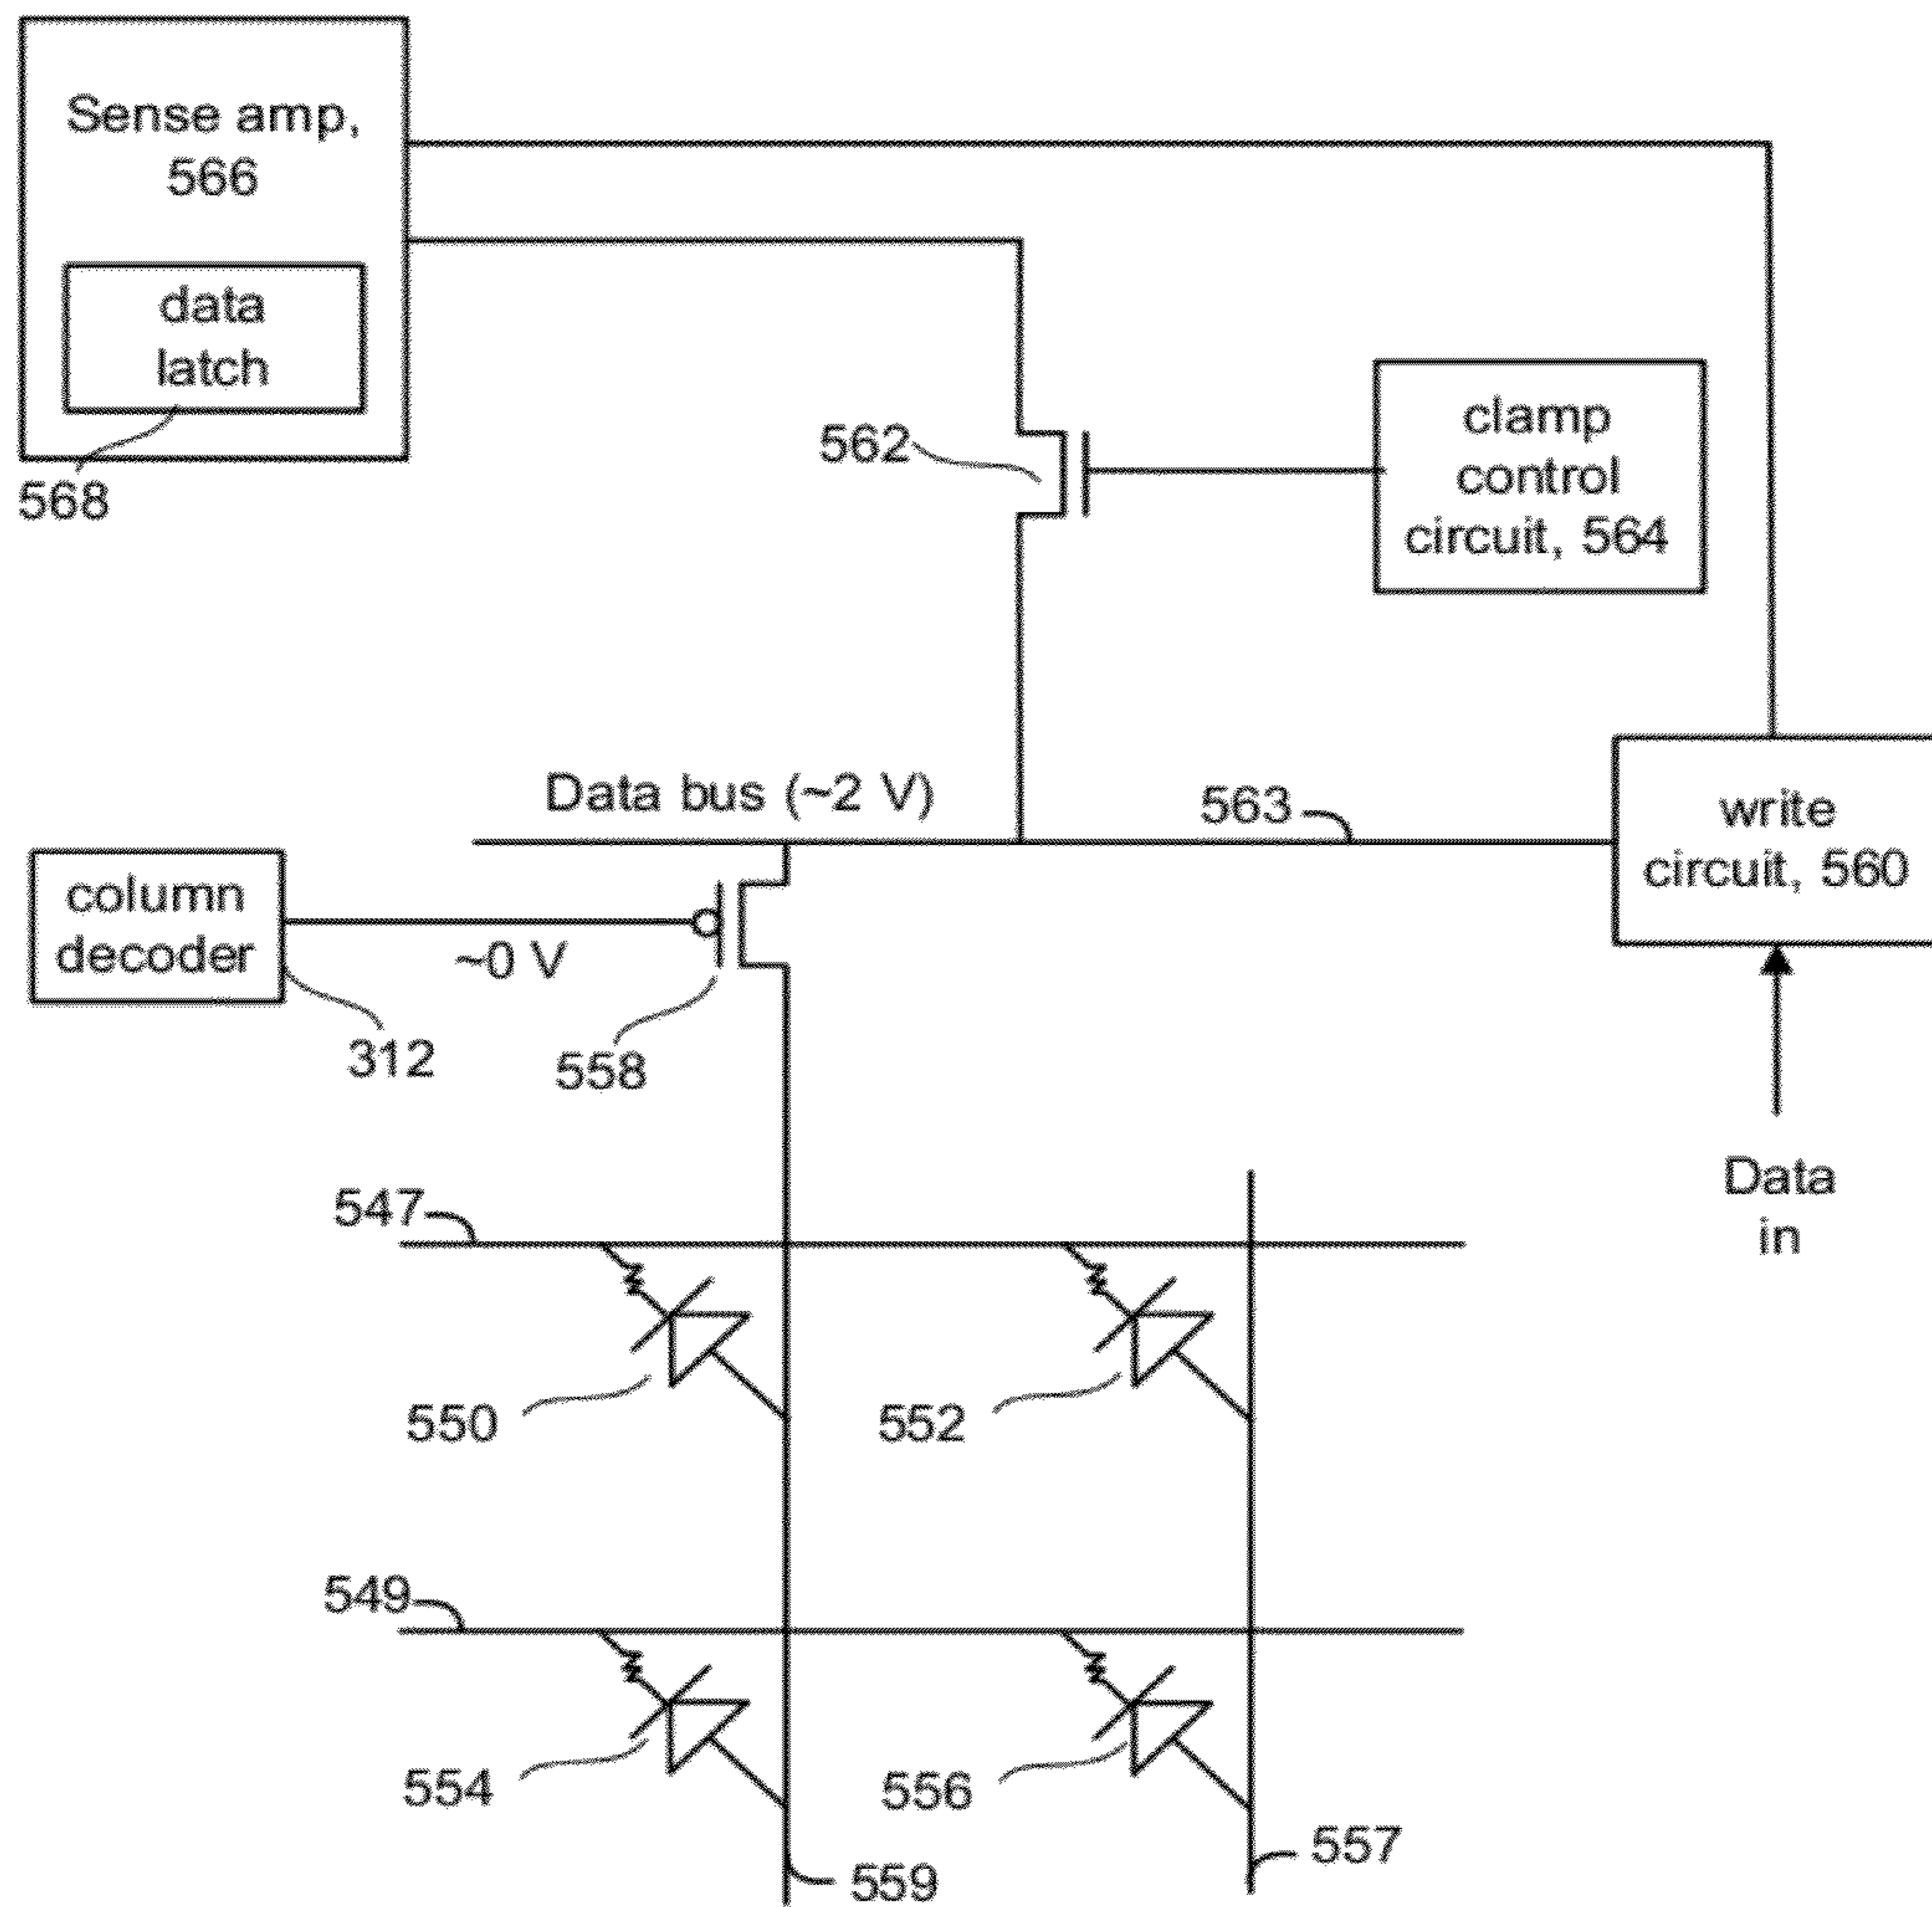 Sense amp,
566
data
latch
568
562
clamp
control
circuit, 564
Data bus (~2 V)
563
write
circuit, 560
column
decoder
~0 V
312
558
Data
in
547
550
552
549
554
556
557
559